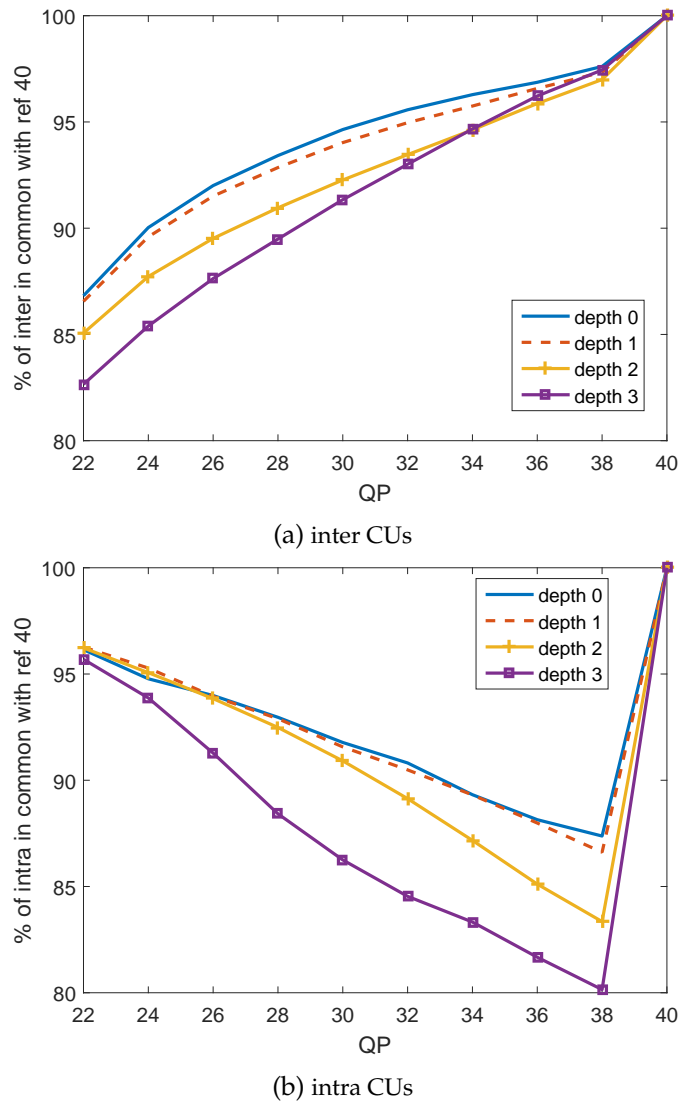 100
95
90
85
80
% of inter in common with ref 40
depth 0
depth 1
depth 2
depth 3
22 24 26 28 30 32 34 36 38 40
QP
(a) inter CUs
100
95
90
85
80
% of intra in common with ref 40
depth 0
depth 1
depth 2
depth 3
22 24 26 28 30 32 34 36 38 40
QP
(b) intra CUs